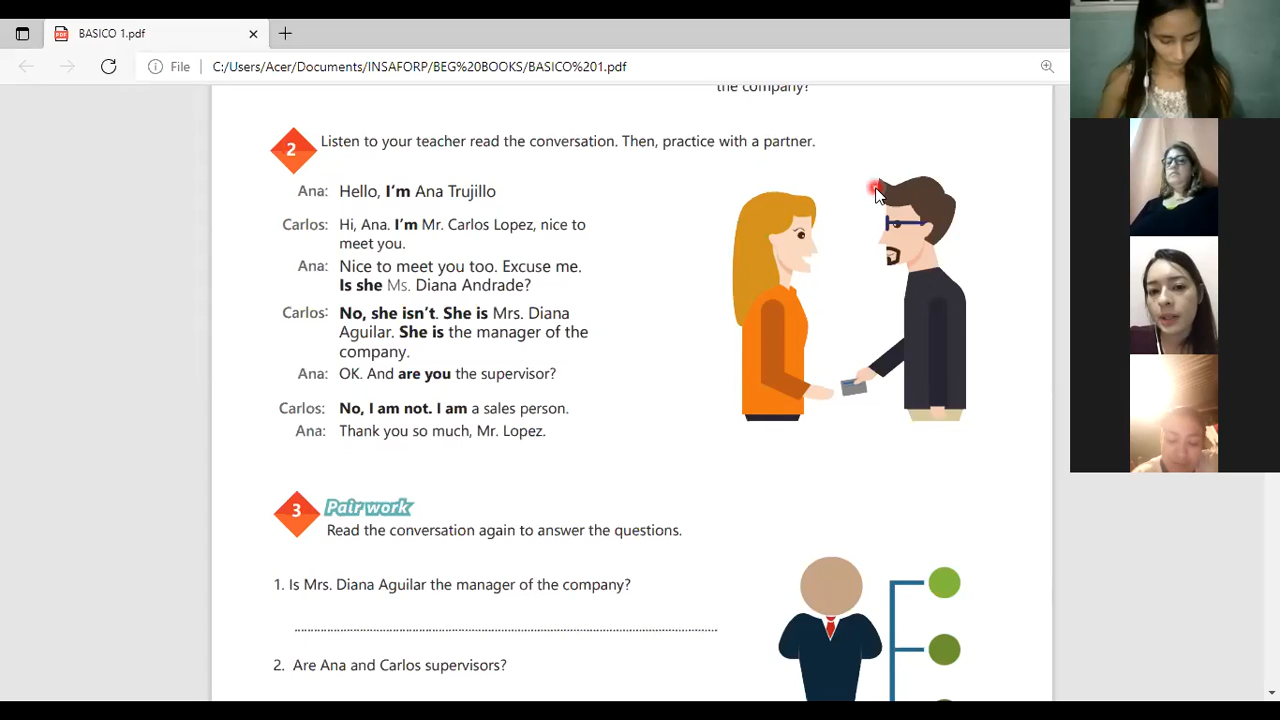 BASICO 1.pdf
File C:/Users/Acer/Documents/INSAFORP/BEG%20BOOKS/BASICO%201.pdf
the company?
2 Listen to your teacher read the conversation. Then, practice with a partner.
Ana: Hello, I'm Ana Trujillo
Carlos: Hi, Ana. I'm Mr. Carlos Lopez, nice to
meet you.
Ana: Nice to meet you too. Excuse me.
Is she Ms. Diana Andrade?
Carlos: No, she isn't. She is Mrs. Diana
Aguilar. She is the manager of the
company.
Ana: OK. And are you the supervisor?
Carlos: No, I am not. I am a sales person.
Ana: Thank you so much, Mr. Lopez.
3 Pair work
Read the conversation again to answer the questions.
1. Is Mrs. Diana Aguilar the manager of the company?
2. Are Ana and Carlos supervisors?